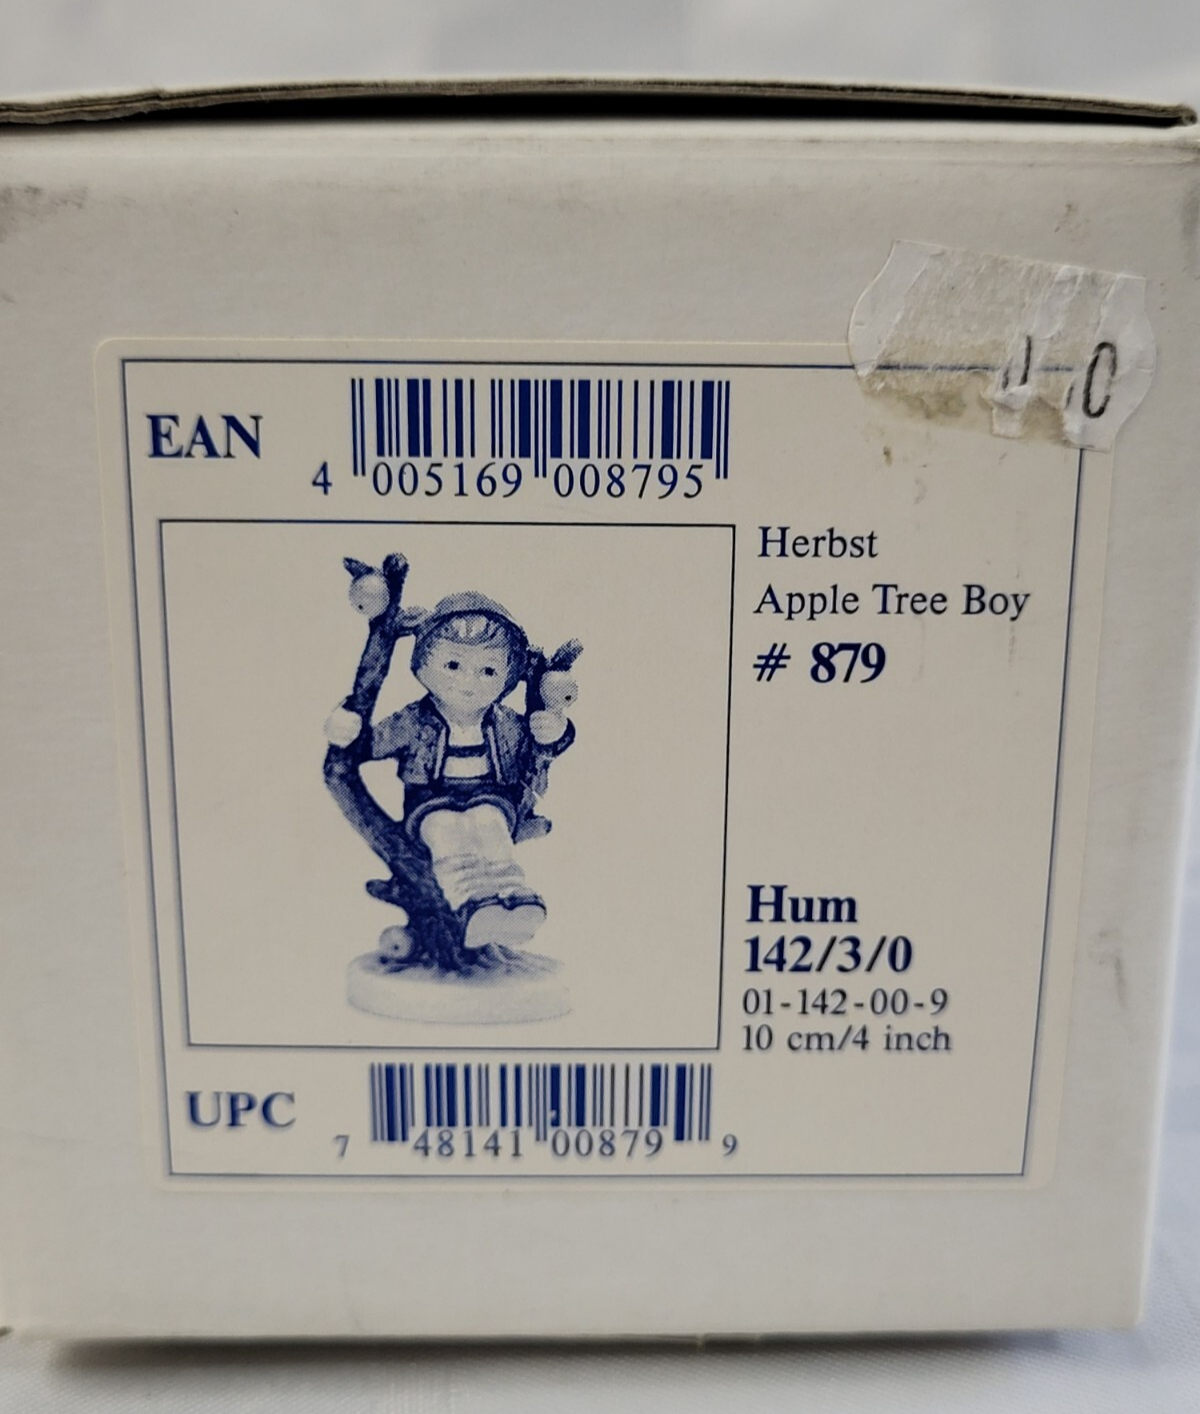 EAN
4 005169 008795
Herbst
Apple Tree Boy
# 879
Hum
142/3/0
01-142-00-9
10 cm/4 inch
UPC
7 48141 00879 9